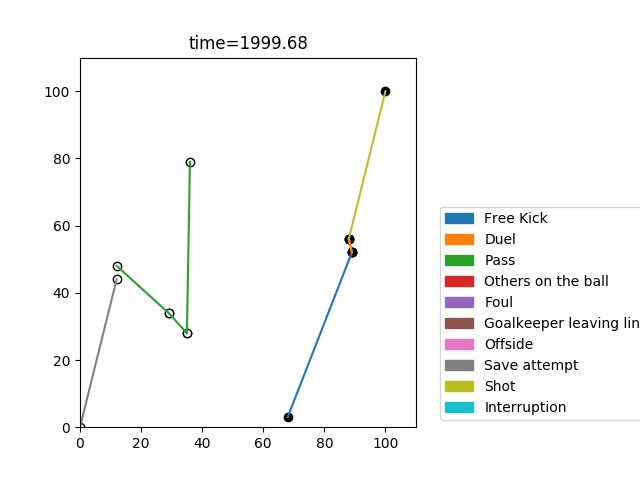 time=1999.68
100
80
60
40
20
0
0 20 40 60 80 100
Free Kick
Duel
Pass
Others on the ball
Foul
Goalkeeper leaving lin
Offside
Save attempt
Shot
Interruption